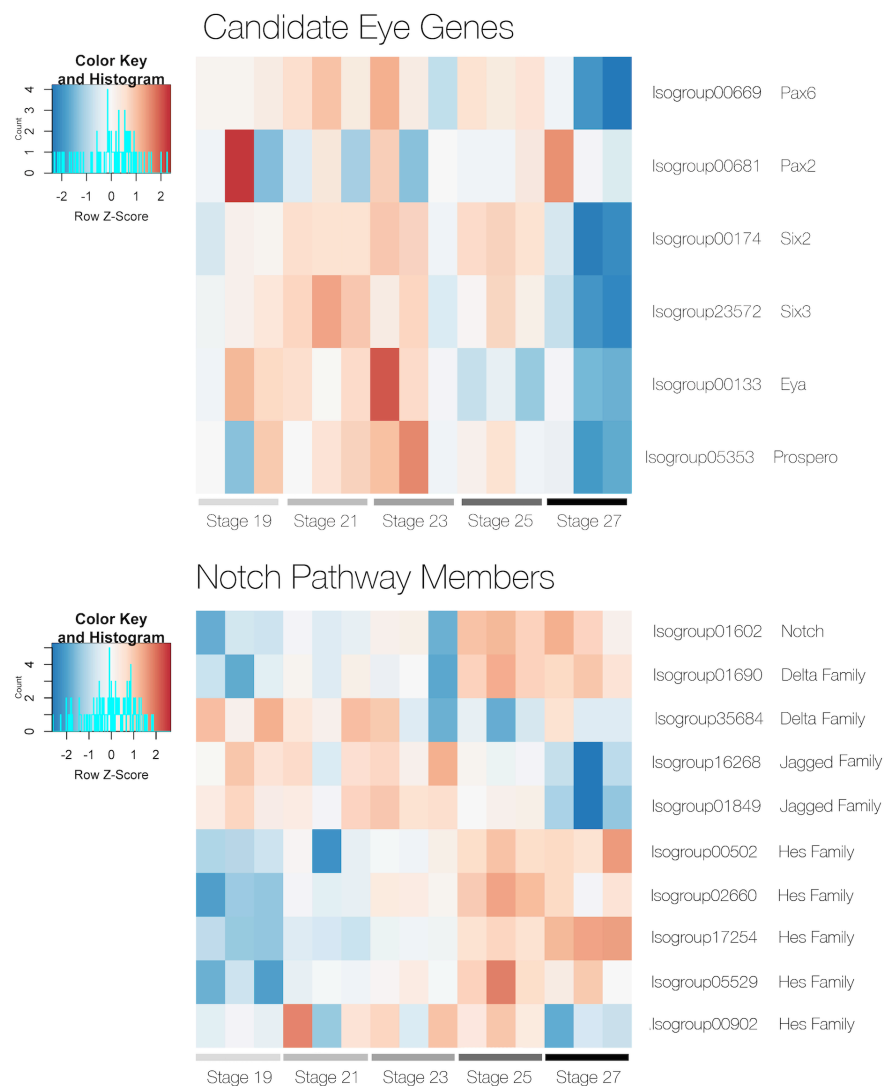 Candidate Eye Genes
Color Key
and Histogram
Count
0 1 2 3 4
-2 -1 0 1 2
Row Z-Score
Isogroup00669 Pax6
Isogroup00681 Pax2
Isogroup00174 Six2
Isogroup23572 Six3
Isogroup00133 Eya
Isogroup05353 Prospero
Stage 19 Stage 21 Stage 23 Stage 25 Stage 27
Notch Pathway Members
Color Key
and Histogram
Count
0 2 4
-2 -1 0 1 2
Row Z-Score
Isogroup01602 Notch
Isogroup01690 Delta Family
Isogroup35684 Delta Family
Isogroup16268 Jagged Family
Isogroup01849 Jagged Family
Isogroup00502 Hes Family
Isogroup02660 Hes Family
Isogroup17254 Hes Family
Isogroup05529 Hes Family
.Isogroup00902 Hes Family
Stage 19 Stage 21 Stage 23 Stage 25 Stage 27